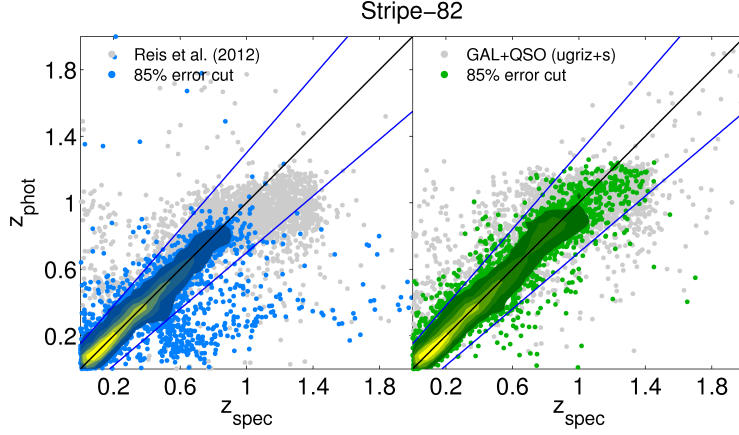 Stripe−82
Reis et al. (2012)
85% error cut
GAL+QSO (ugriz+s)
85% error cut
z_phot
1.8
1.4
1
0.6
0.2
0.2 0.6 1 1.4 1.8
0.2 0.6 1 1.4 1.8
z_spec
z_spec